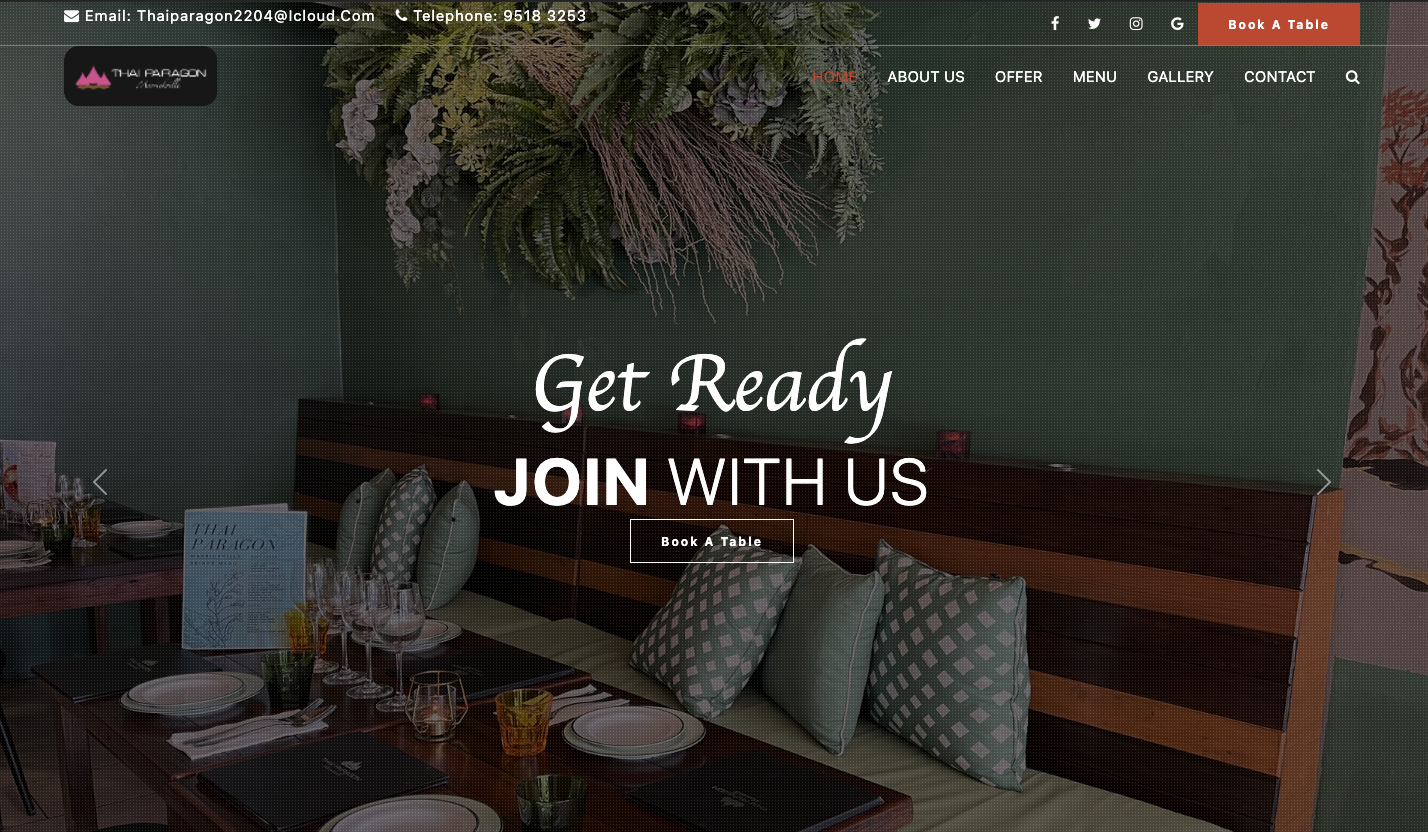 Email: Thaiparagon2204@Icloud.Com Telephone: 9518 3253
Book A Table
THAI PARAGON
HOME ABOUT US OFFER MENU GALLERY CONTACT
Get Ready
JOIN WITH US
Book A Table
THAI
PARAGON